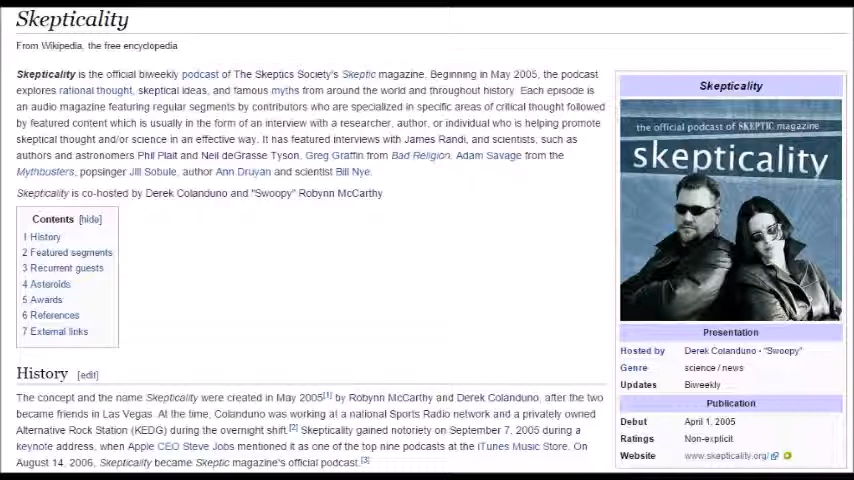 Skepticality
From Wikipedia, the free encyclopedia
Skepticality is the official biweekly podcast of The Skeptics Society's Skeptic magazine. Beginning in May 2005, the podcast
explores rational thought, skeptical ideas, and famous myths from around the world and throughout history. Each episode is
an audio magazine featuring regular segments by contributors who are specialized in specific areas of critical thought followed
by featured content which is usually in the form of an interview with a researcher, author, or individual who is helping promote
skeptical thought and/or science in an effective way. It has featured interviews with James Randi, and scientists, such as
authors and astronomers Phil Plait and Neil deGrasse Tyson, Greg Graffin from Bad Religion, Adam Savage from the
Mythbusters, popsinger Jill Sobule, author Ann Druyan and scientist Bill Nye.
Skepticality is co-hosted by Derek Colanduno and "Swoopy" Robynn McCarthy
Contents [hide]
1 History
2 Featured segments
3 Recurrent guests
4 Asteroids
5 Awards
6 References
7 External links
History [edit]
The concept and the name Skepticality were created in May 2005[1] by Robynn McCarthy and Derek Colanduno, after the two
became friends in Las Vegas. At the time, Colanduno was working at a national Sports Radio network and a privately owned
Alternative Rock Station (KEDG) during the overnight shift.[2] Skepticality gained notoriety on September 7, 2005 during a
keynote address, when Apple CEO Steve Jobs mentioned it as one of the top nine podcasts at the iTunes Music Store. On
August 14, 2006, Skepticality became Skeptic magazine's official podcast.[3]
Skepticality
the official podcast of SKEPTIC magazine
skepticality
Presentation
Hosted by Derek Colanduno - "Swoopy"
Genre science / news
Updates Biweekly
Publication
Debut April 1, 2005
Ratings Non-explicit
Website www.skepticality.org/